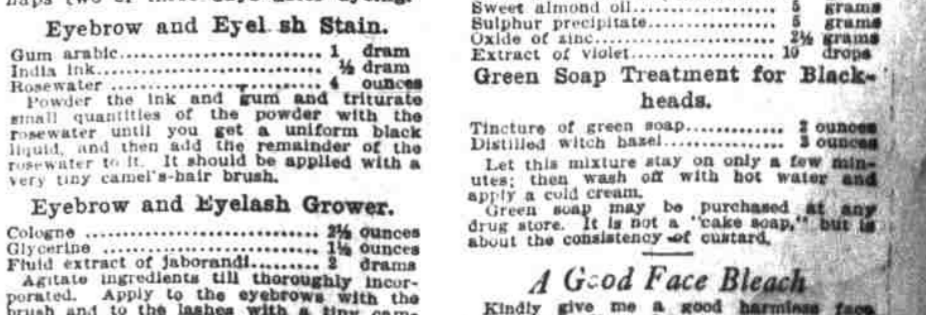 Eyebrow and Eyel sh Stain.
Gum arabic.......................... 1 dram
India ink............................ ½ dram
Rosewater .......................... 4 ounces
Powder the ink and gum and triturate
small quantities of the powder with the
rosewater until you get a uniform black
liquid, and then add the remainder of the
rosewater to it. It should be applied with a
very tiny camel's-hair brush.
Eyebrow and Eyelash Grower.
Cologne ............................ 2½ ounces
Glycerine .......................... 1½ ounces
Fluid extract of jaborandi......... 2 drams
Agitate ingredients till thoroughly incor-
porated. Apply to the eyebrows with the
brush and to the lashes with a tiny cam-
Sweet almond oil.................. 5 grams
Sulphur precipitate................ 5 grams
Oxide of zinc....................... 2½ grams
Extract of violet................... 10 drops
Green Soap Treatment for Black-
heads.
Tincture of green soap............. 2 ounces
Distilled witch hazel............... 2 ounces
Let this mixture stay on only a few min-
utes; then wash off with hot water and
apply a cold cream.
Green soap may be purchased at any
drug store. It is not a "cake soap," but is
about the consistency of custard.
A Good Face Bleach
Kindly give me a good harmless face